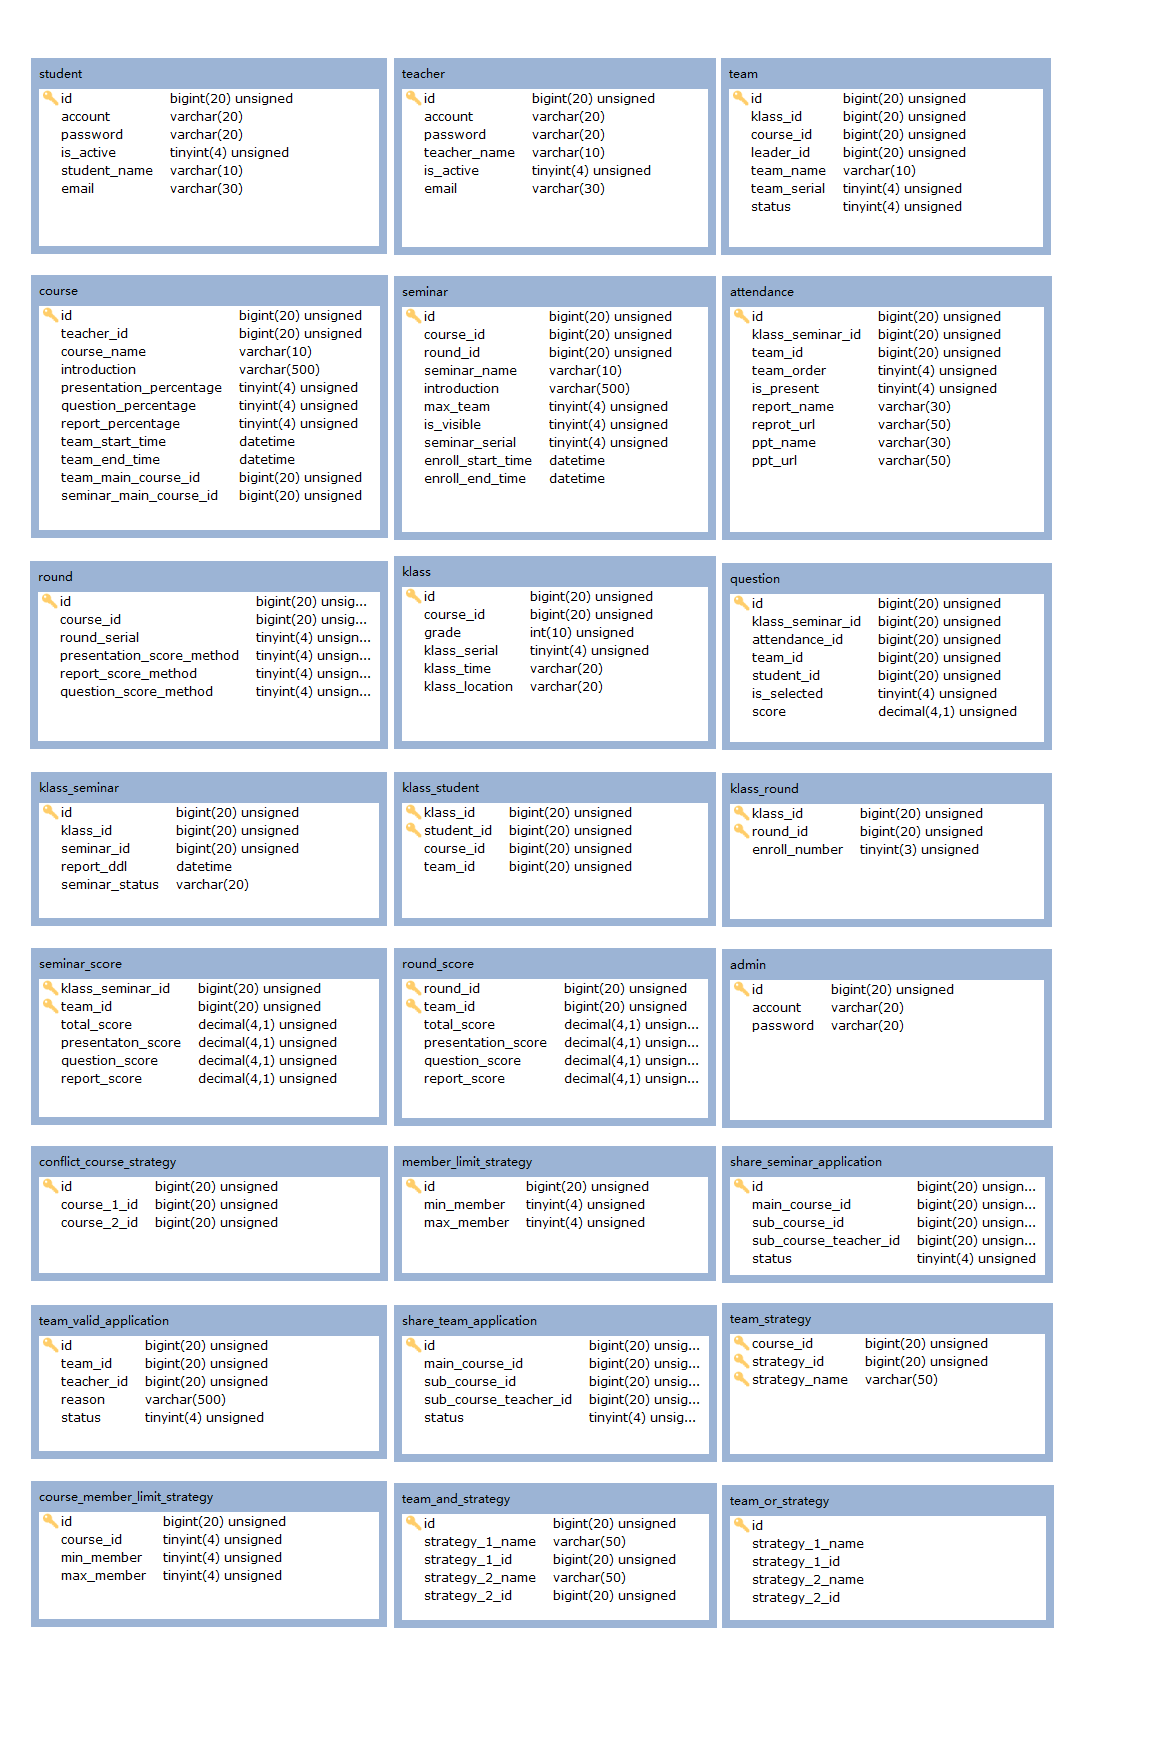 student
id bigint(20) unsigned
account varchar(20)
password varchar(20)
is_active tinyint(4) unsigned
student_name varchar(10)
email varchar(30)
teacher
id bigint(20) unsigned
account varchar(20)
password varchar(20)
teacher_name varchar(10)
is_active tinyint(4) unsigned
email varchar(30)
team
id bigint(20) unsigned
klass_id bigint(20) unsigned
course_id bigint(20) unsigned
leader_id bigint(20) unsigned
team_name varchar(10)
team_serial tinyint(4) unsigned
status tinyint(4) unsigned
course
id bigint(20) unsigned
teacher_id bigint(20) unsigned
course_name varchar(10)
introduction varchar(500)
presentation_percentage tinyint(4) unsigned
question_percentage tinyint(4) unsigned
report_percentage tinyint(4) unsigned
team_start_time datetime
team_end_time datetime
team_main_course_id bigint(20) unsigned
seminar_main_course_id bigint(20) unsigned
seminar
id bigint(20) unsigned
course_id bigint(20) unsigned
round_id bigint(20) unsigned
seminar_name varchar(10)
introduction varchar(500)
max_team tinyint(4) unsigned
is_visible tinyint(4) unsigned
seminar_serial tinyint(4) unsigned
enroll_start_time datetime
enroll_end_time datetime
attendance
id bigint(20) unsigned
klass_seminar_id bigint(20) unsigned
team_id bigint(20) unsigned
team_order tinyint(4) unsigned
is_present tinyint(4) unsigned
report_name varchar(30)
reprot_url varchar(50)
ppt_name varchar(30)
ppt_url varchar(50)
round
id bigint(20) unsig...
course_id bigint(20) unsig...
round_serial tinyint(4) unsign...
presentation_score_method tinyint(4) unsign...
report_score_method tinyint(4) unsign...
question_score_method tinyint(4) unsign...
klass
id bigint(20) unsigned
course_id bigint(20) unsigned
grade int(10) unsigned
klass_serial tinyint(4) unsigned
klass_time varchar(20)
klass_location varchar(20)
question
id bigint(20) unsigned
klass_seminar_id bigint(20) unsigned
attendance_id bigint(20) unsigned
team_id bigint(20) unsigned
student_id bigint(20) unsigned
is_selected tinyint(4) unsigned
score decimal(4,1) unsigned
klass_seminar
id bigint(20) unsigned
klass_id bigint(20) unsigned
seminar_id bigint(20) unsigned
report_ddl datetime
seminar_status varchar(20)
klass_student
klass_id bigint(20) unsigned
student_id bigint(20) unsigned
course_id bigint(20) unsigned
team_id bigint(20) unsigned
klass_round
klass_id bigint(20) unsigned
round_id bigint(20) unsigned
enroll_number tinyint(3) unsigned
seminar_score
klass_seminar_id bigint(20) unsigned
team_id bigint(20) unsigned
total_score decimal(4,1) unsigned
presentaton_score decimal(4,1) unsigned
question_score decimal(4,1) unsigned
report_score decimal(4,1) unsigned
round_score
round_id bigint(20) unsigned
team_id bigint(20) unsigned
total_score decimal(4,1) unsign...
presentation_score decimal(4,1) unsign...
question_score decimal(4,1) unsign...
report_score decimal(4,1) unsign...
admin
id bigint(20) unsigned
account varchar(20)
password varchar(20)
conflict_course_strategy
id bigint(20) unsigned
course_1_id bigint(20) unsigned
course_2_id bigint(20) unsigned
member_limit_strategy
id bigint(20) unsigned
min_member tinyint(4) unsigned
max_member tinyint(4) unsigned
share_seminar_application
id bigint(20) unsign...
main_course_id bigint(20) unsign...
sub_course_id bigint(20) unsign...
sub_course_teacher_id bigint(20) unsign...
status tinyint(4) unsigned
team_valid_application
id bigint(20) unsigned
team_id bigint(20) unsigned
teacher_id bigint(20) unsigned
reason varchar(500)
status tinyint(4) unsigned
share_team_application
id bigint(20) unsig...
main_course_id bigint(20) unsig...
sub_course_id bigint(20) unsig...
sub_course_teacher_id bigint(20) unsig...
status tinyint(4) unsig...
team_strategy
course_id bigint(20) unsigned
strategy_id bigint(20) unsigned
strategy_name varchar(50)
course_member_limit_strategy
id bigint(20) unsigned
course_id tinyint(4) unsigned
min_member tinyint(4) unsigned
max_member tinyint(4) unsigned
team_and_strategy
id bigint(20) unsigned
strategy_1_name varchar(50)
strategy_1_id bigint(20) unsigned
strategy_2_name varchar(50)
strategy_2_id bigint(20) unsigned
team_or_strategy
id
strategy_1_name
strategy_1_id
strategy_2_name
strategy_2_id